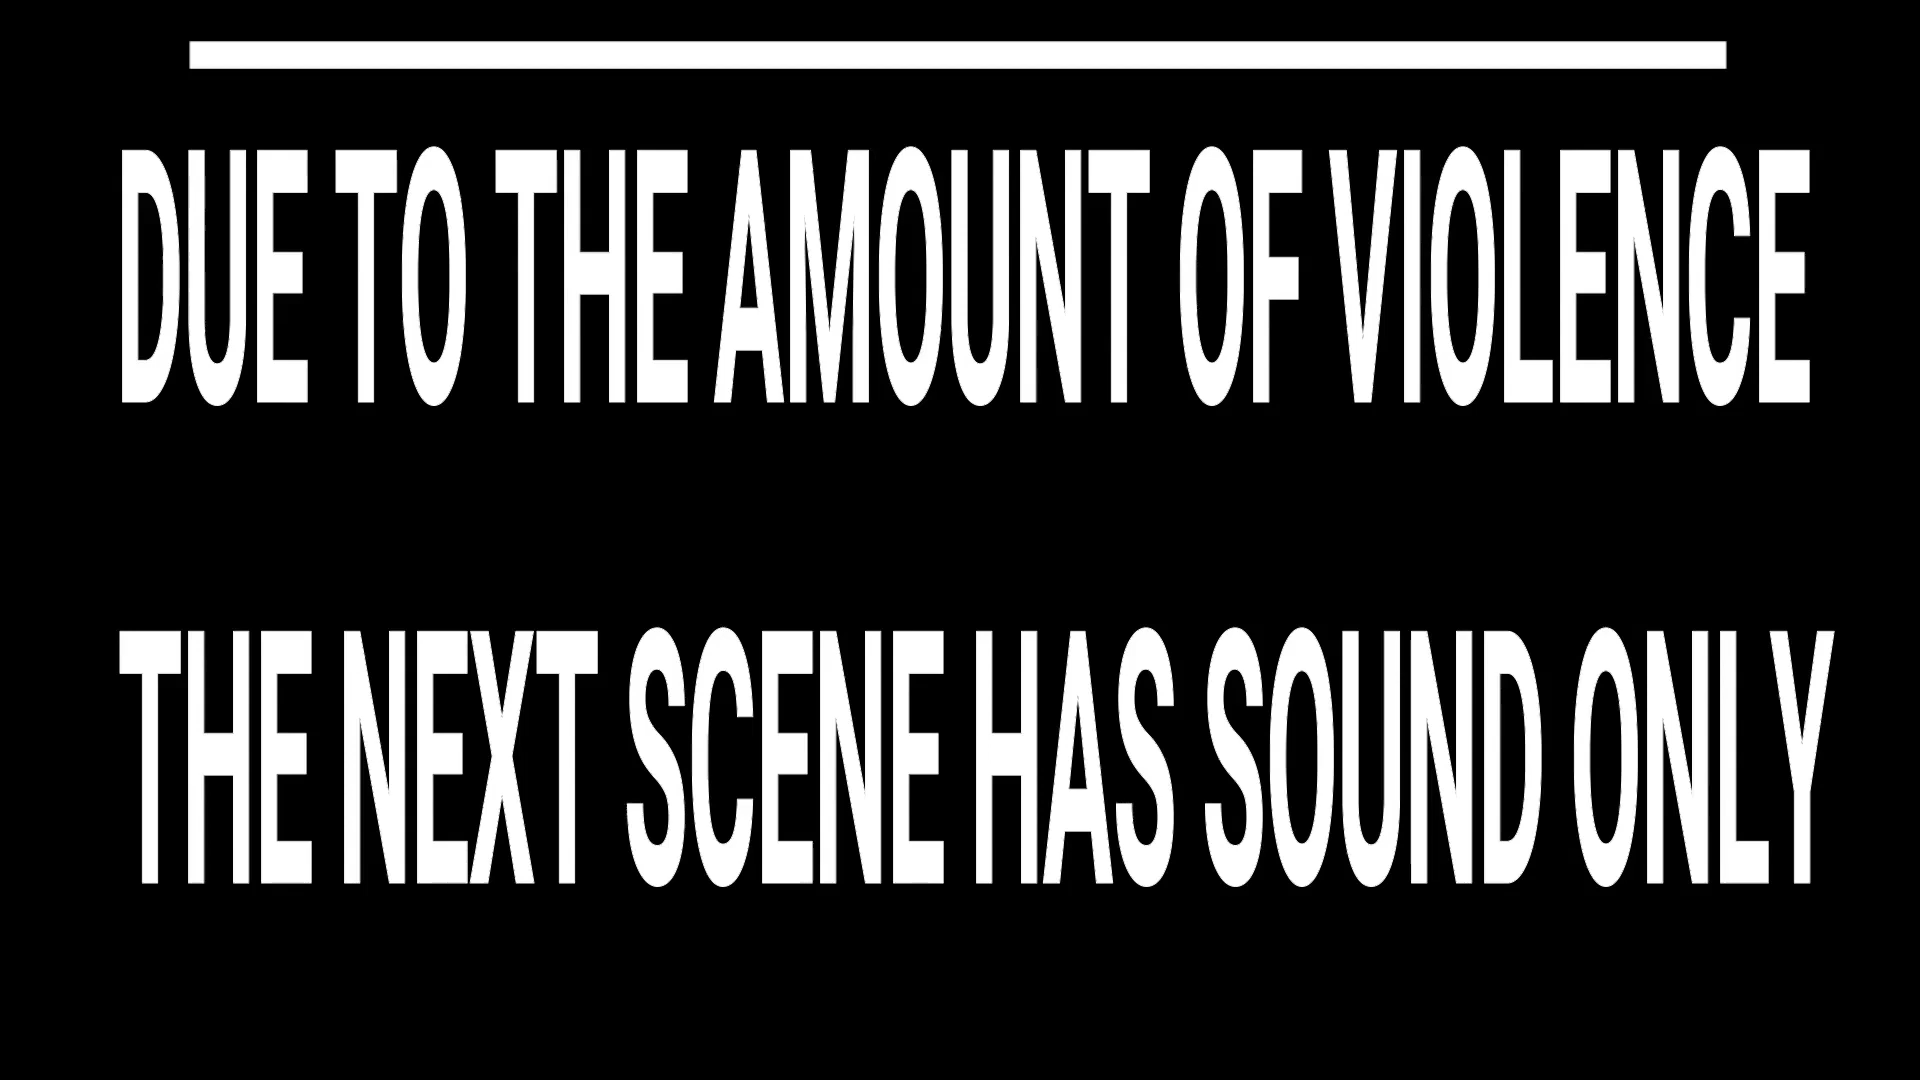 DUE TO THE AMOUNT OF VIOLENCE
THE NEXT SCENE HAS SOUND ONLY